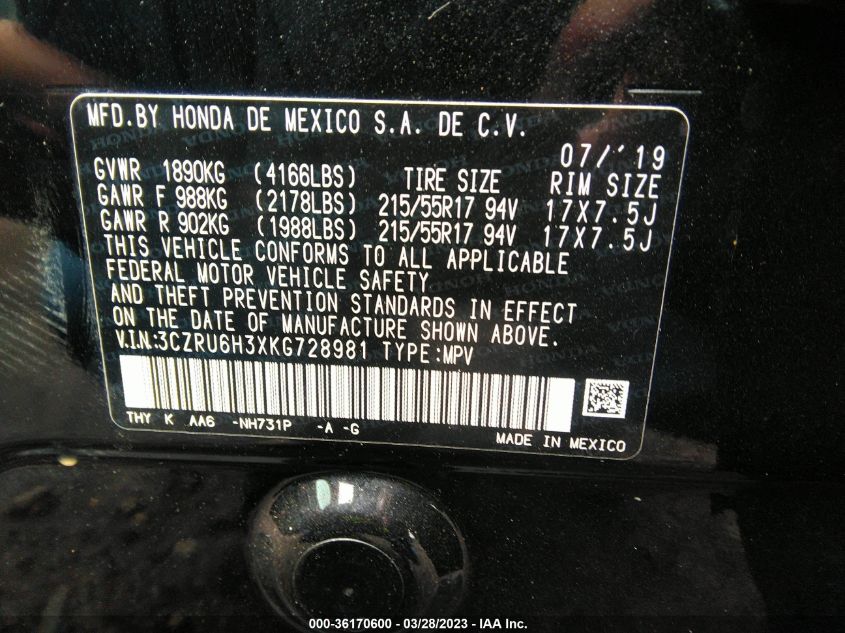 MFD.BY HONDA DE MEXICO S.A. DE C.V.
07/'19
GVWR 1890KG (4166LBS) TIRE SIZE RIM SIZE
GAWR F 988KG (2178LBS) 215/55R17 94V 17X7.5J
GAWR R 902KG (1988LBS) 215/55R17 94V 17X7.5J
THIS VEHICLE CONFORMS TO ALL APPLICABLE
FEDERAL MOTOR VEHICLE SAFETY
AND THEFT PREVENTION STANDARDS IN EFFECT
ON THE DATE OF MANUFACTURE SHOWN ABOVE.
V.I.N:3CZRU6H3XKG728981 TYPE:MPV
THY K AA6 -NH731P -A -G
MADE IN MEXICO
000-36170600 - 03/28/2023 - IAA Inc.